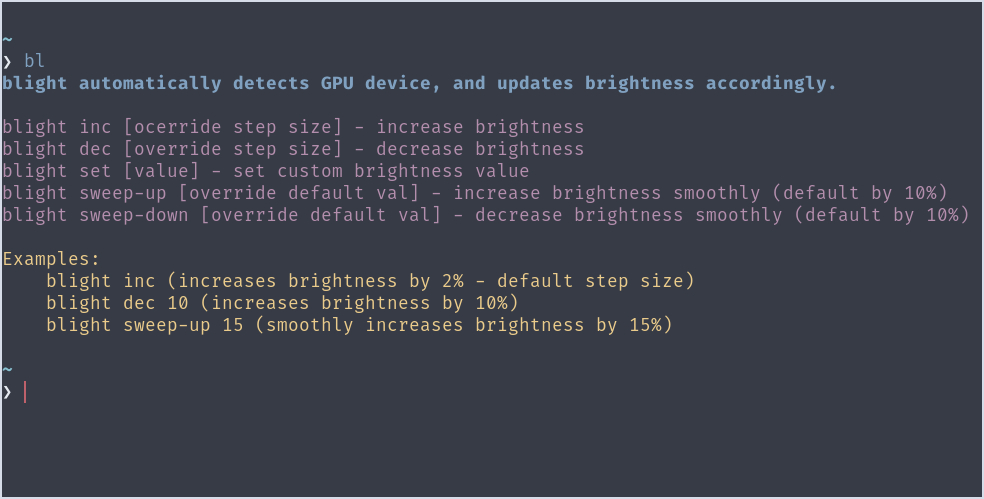 ~
❯ bl
blight automatically detects GPU device, and updates brightness accordingly.
blight inc [ocerride step size] - increase brightness
blight dec [override step size] - decrease brightness
blight set [value] - set custom brightness value
blight sweep-up [override default val] - increase brightness smoothly (default by 10%)
blight sweep-down [override default val] - decrease brightness smoothly (default by 10%)
Examples:
blight inc (increases brightness by 2% - default step size)
blight dec 10 (increases brightness by 10%)
blight sweep-up 15 (smoothly increases brightness by 15%)
~
❯